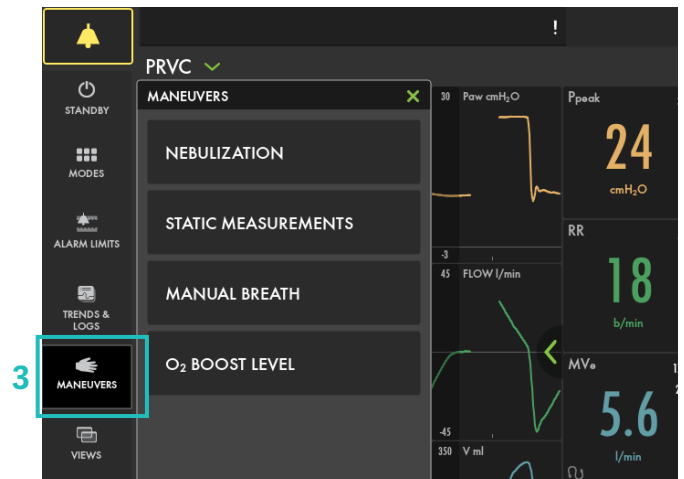 !
PRVC
STANDBY
MODES
ALARM LIMITS
TRENDS &
LOGS
3
MANEUVERS
VIEWS
MANEUVERS
NEBULIZATION
STATIC MEASUREMENTS
MANUAL BREATH
O₂ BOOST LEVEL
30 Paw cmH₂O
-3
45 FLOW l/min
-45
350 V ml
Ppeak
24
cmH₂O
RR
18
b/min
MVe
5.6
l/min